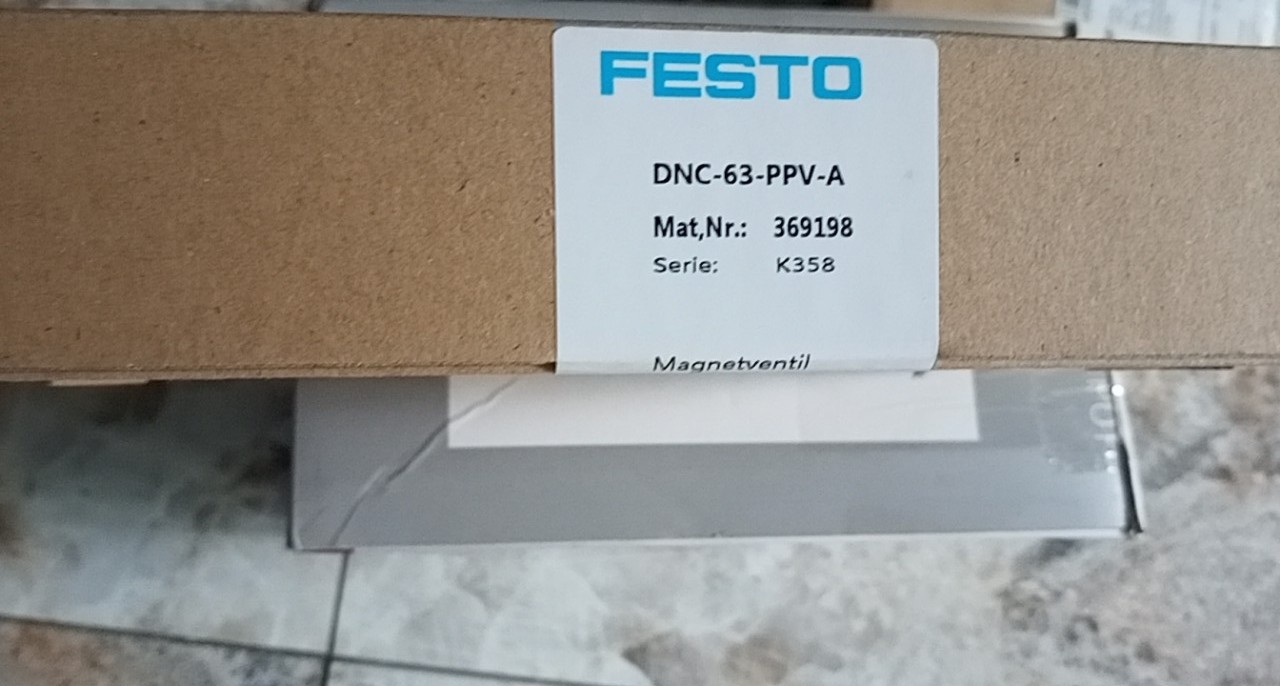 FESTO
DNC-63-PPV-A
Mat,Nr.: 369198
Serie: K358
Magnetventil